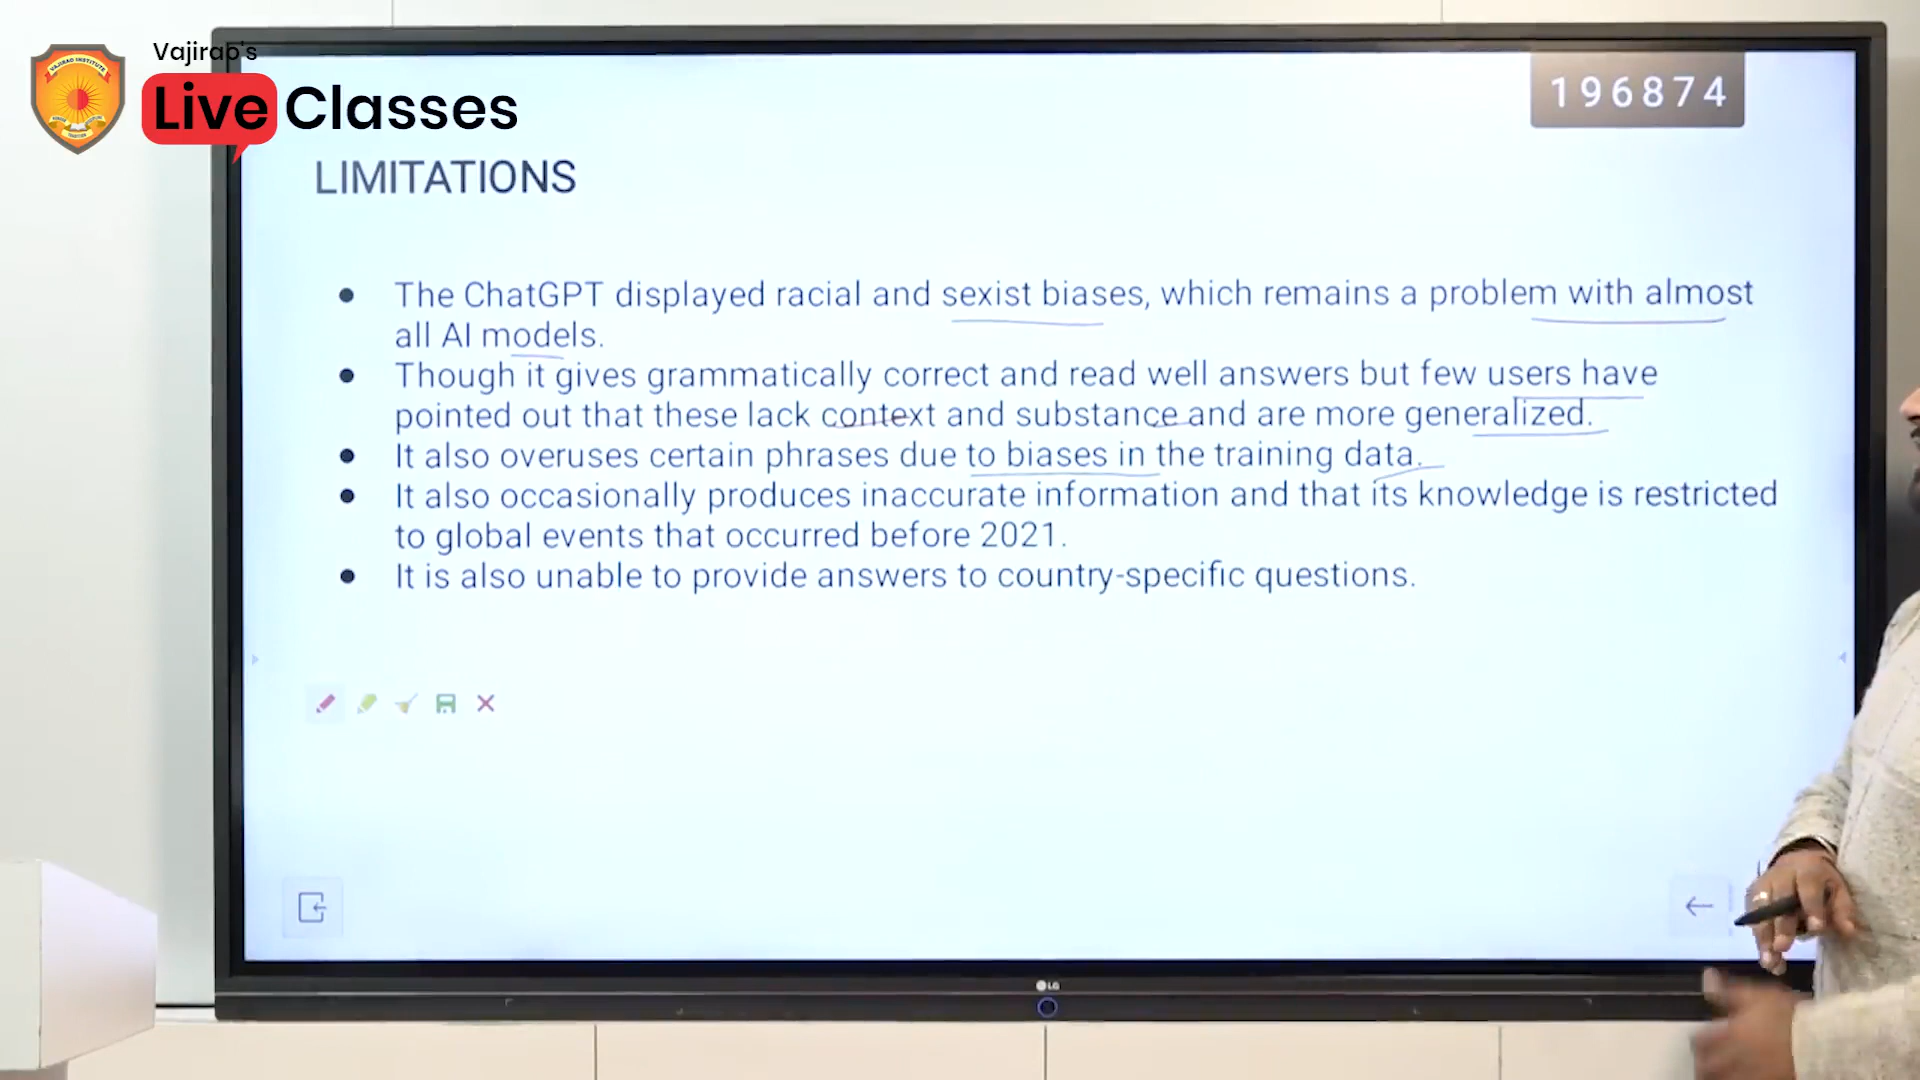 Vajirao's
Live Classes
VAJIRAO INSTITUTE
196874
LIMITATIONS
● The ChatGPT displayed racial and sexist biases, which remains a problem with almost
all AI models.
● Though it gives grammatically correct and read well answers but few users have
pointed out that these lack context and substance and are more generalized.
● It also overuses certain phrases due to biases in the training data.
● It also occasionally produces inaccurate information and that its knowledge is restricted
to global events that occurred before 2021.
● It is also unable to provide answers to country-specific questions.
LG